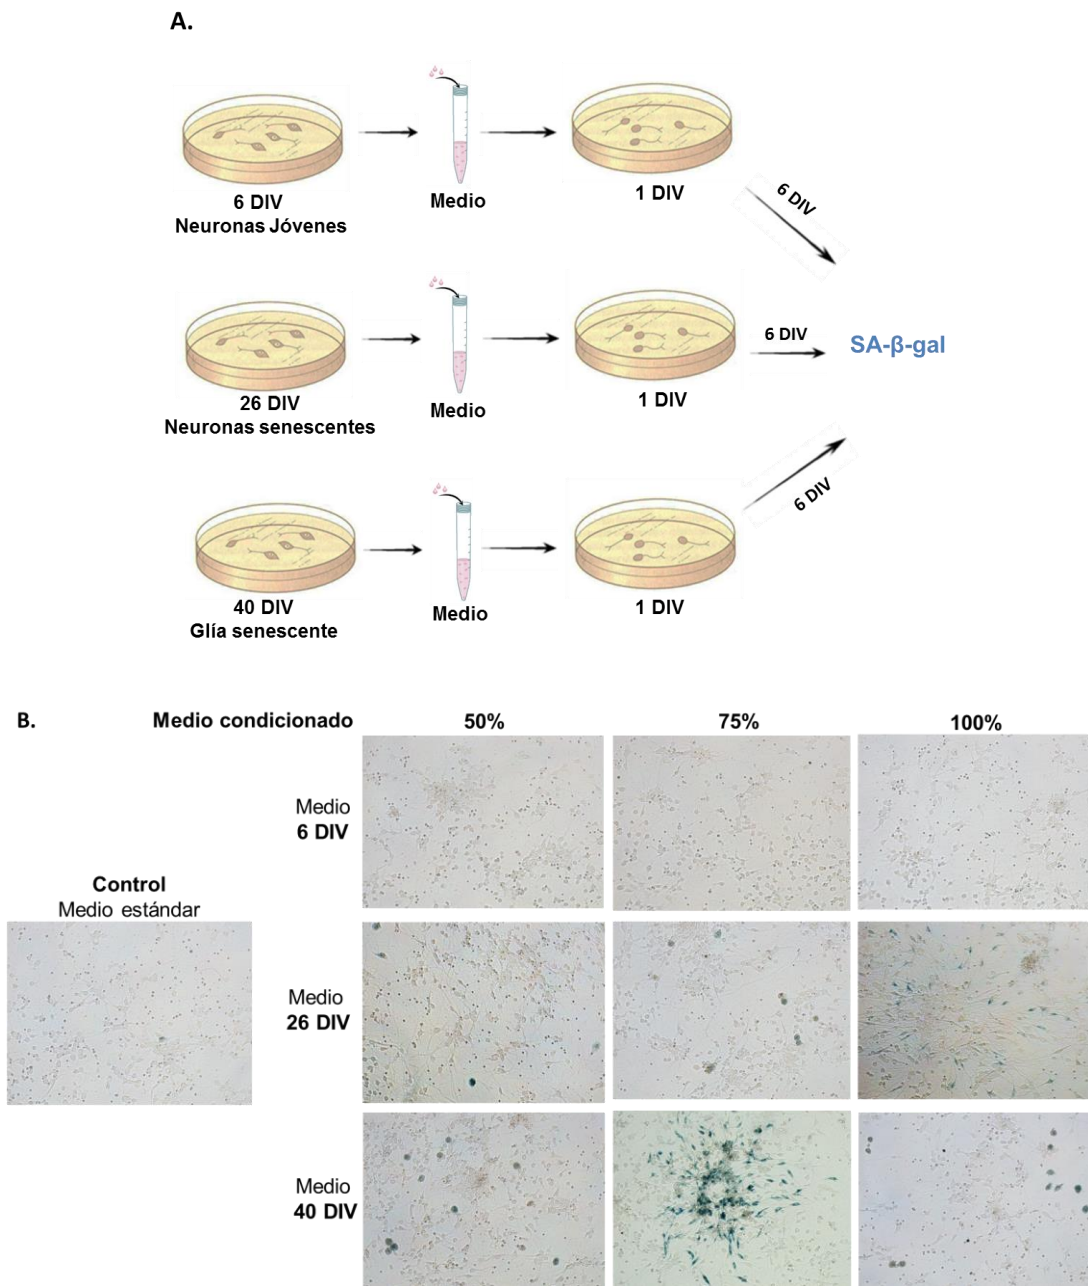 A.
6 DIV
Neuronas Jóvenes
Medio
1 DIV
6 DIV
26 DIV
Neuronas senescentes
Medio
1 DIV
6 DIV
SA-β-gal
40 DIV
Glía senescente
Medio
1 DIV
6 DIV
B.
Medio condicionado
50%
75%
100%
Medio
6 DIV
Control
Medio estándar
Medio
26 DIV
Medio
40 DIV